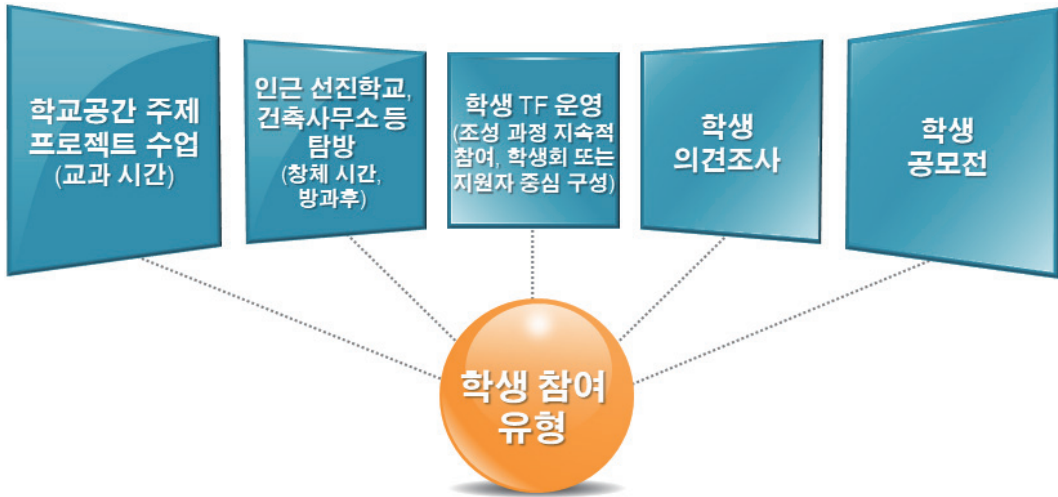 학교공간 주제
프로젝트 수업
(교과 시간)
인근 선진학교,
건축사무소 등
탐방
(창체 시간,
방과후)
학생 TF 운영
(조성 과정 지속적
참여, 학생회 또는
지원자 중심 구성)
학생
의견조사
학생
공모전
학생 참여
유형